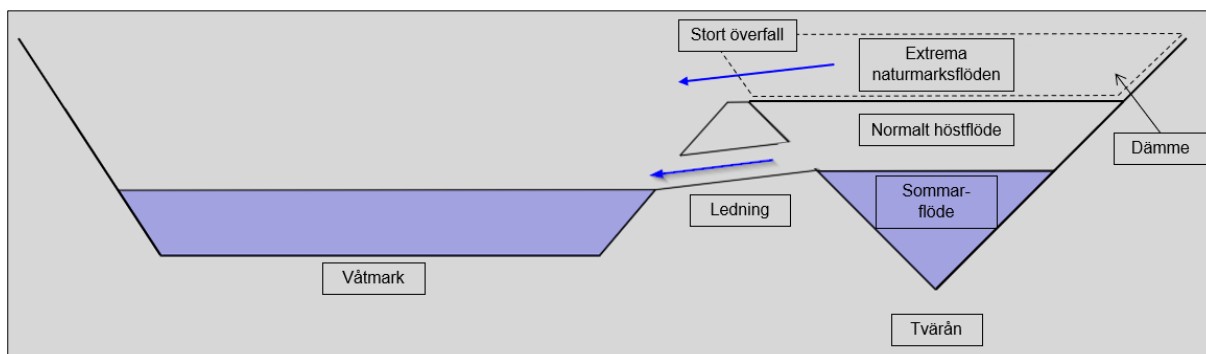 Stort överfall
Extrema
naturmarksflöden
Normalt höstflöde
Dämme
Sommar-
flöde
Ledning
Våtmark
Tvärån